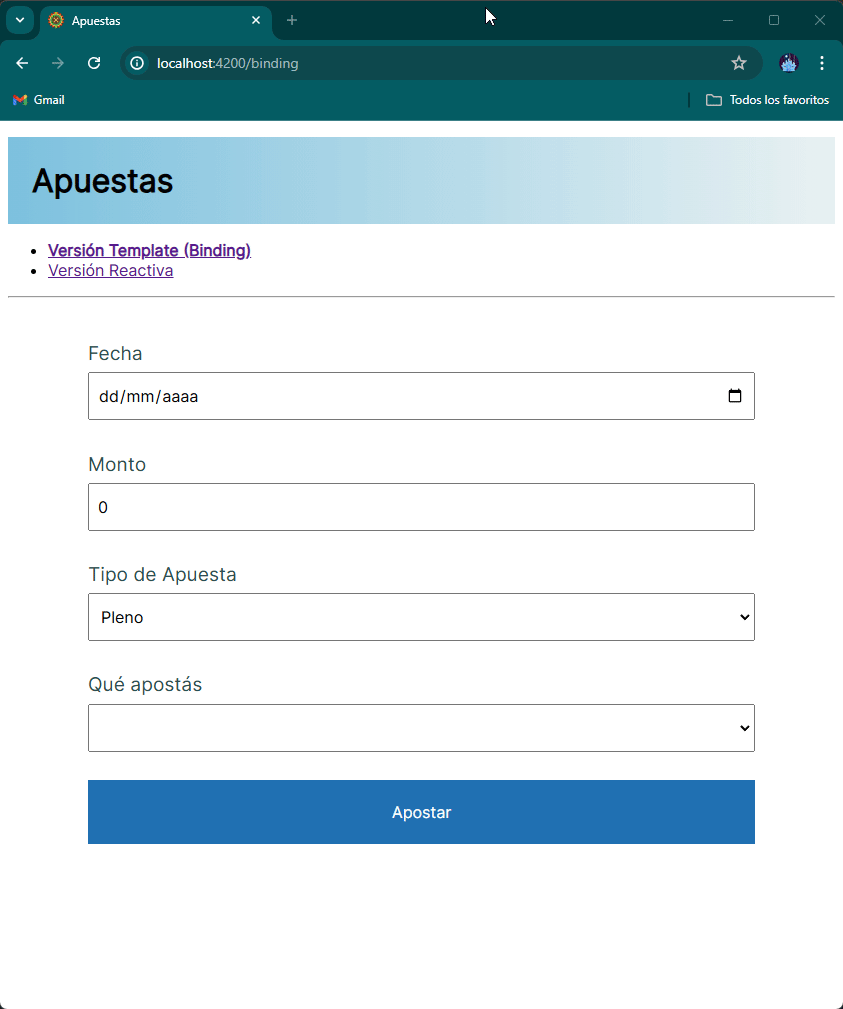 Apuestas
localhost:4200/binding
Gmail
Todos los favoritos
Apuestas
Versión Template (Binding)
Versión Reactiva
Fecha
dd/mm/aaaa
Monto
0
Tipo de Apuesta
Pleno
Qué apostás
Apostar